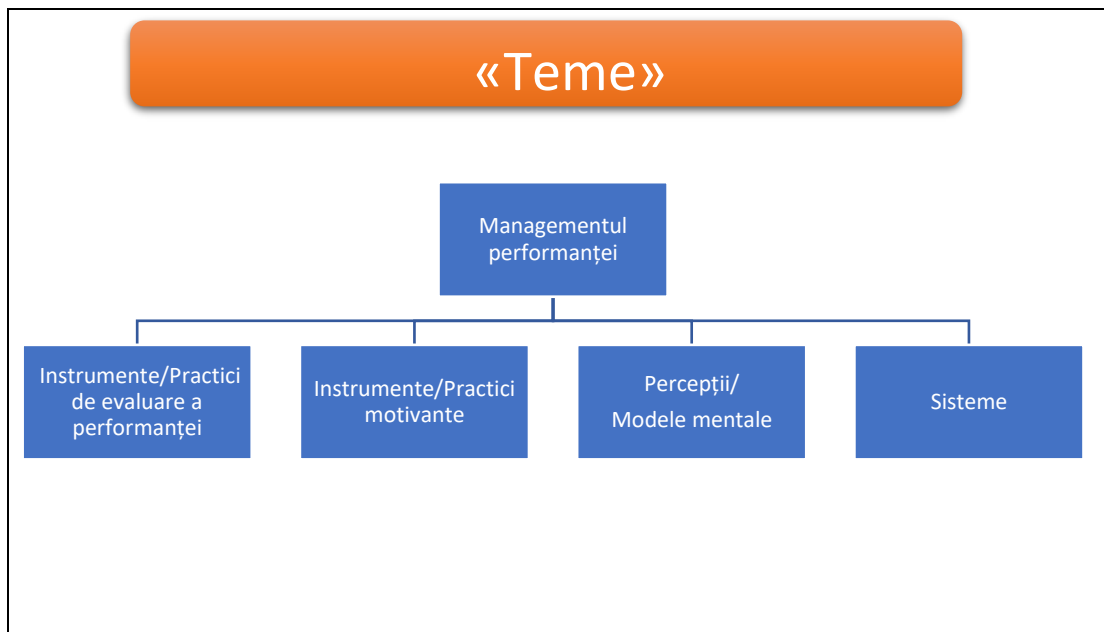 «Teme»
Managementul
performanței
Instrumente/Practici
de evaluare a
performanței
Instrumente/Practici
motivante
Percepții/
Modele mentale
Sisteme